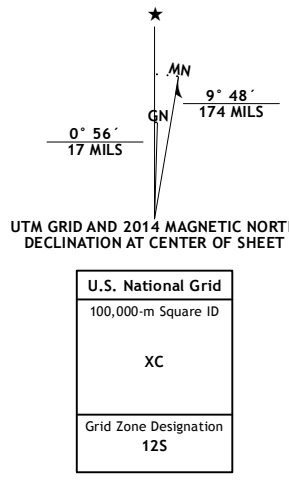 MN
GN
9° 48´
174 MILS
0° 56´
17 MILS
UTM GRID AND 2014 MAGNETIC NORTH
DECLINATION AT CENTER OF SHEET
U.S. National Grid
100,000-m Square ID
XC
Grid Zone Designation
12S